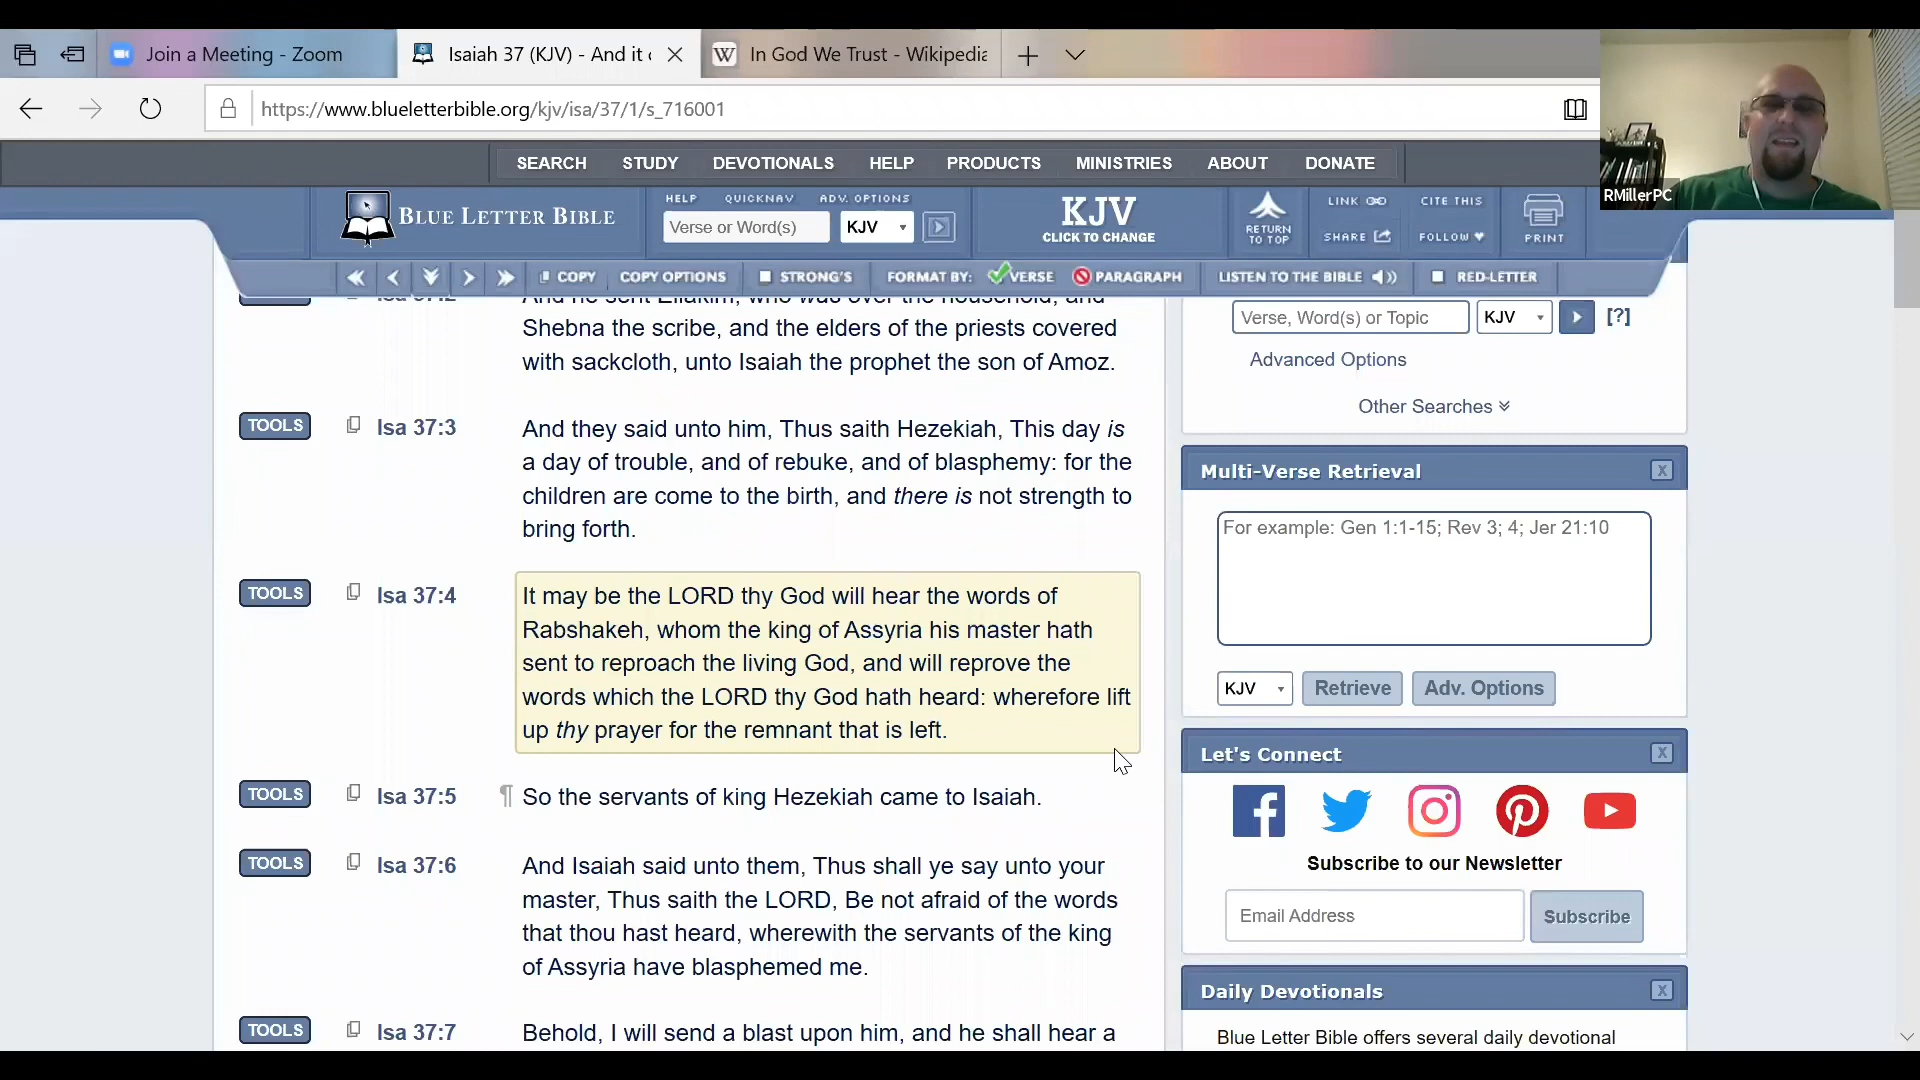 Join a Meeting - Zoom
Isaiah 37 (KJV) - And it c
In God We Trust - Wikipedia
https://www.blueletterbible.org/kjv/isa/37/1/s_716001
RMillerPC
SEARCH STUDY DEVOTIONALS HELP PRODUCTS MINISTRIES ABOUT DONATE
BLUE LETTER BIBLE
HELP QUICKNAV ADV. OPTIONS
Verse or Word(s) KJV
KJV
CLICK TO CHANGE
RETURN
TO TOP
LINK CITE THIS
SHARE FOLLOW
PRINT
COPY COPY OPTIONS STRONG'S FORMAT BY: VERSE PARAGRAPH LISTEN TO THE BIBLE RED-LETTER
And he sent Eliakim, who was over the household, and
Shebna the scribe, and the elders of the priests covered
with sackcloth, unto Isaiah the prophet the son of Amoz.
TOOLS Isa 37:3 And they said unto him, Thus saith Hezekiah, This day is
a day of trouble, and of rebuke, and of blasphemy: for the
children are come to the birth, and there is not strength to
bring forth.
TOOLS Isa 37:4 It may be the LORD thy God will hear the words of
Rabshakeh, whom the king of Assyria his master hath
sent to reproach the living God, and will reprove the
words which the LORD thy God hath heard: wherefore lift
up thy prayer for the remnant that is left.
TOOLS Isa 37:5 ¶ So the servants of king Hezekiah came to Isaiah.
TOOLS Isa 37:6 And Isaiah said unto them, Thus shall ye say unto your
master, Thus saith the LORD, Be not afraid of the words
that thou hast heard, wherewith the servants of the king
of Assyria have blasphemed me.
TOOLS Isa 37:7 Behold, I will send a blast upon him, and he shall hear a
Verse, Word(s) or Topic KJV [?]
Advanced Options
Other Searches
Multi-Verse Retrieval X
For example: Gen 1:1-15; Rev 3; 4; Jer 21:10
KJV Retrieve Adv. Options
Let's Connect X
Subscribe to our Newsletter
Email Address Subscribe
Daily Devotionals X
Blue Letter Bible offers several daily devotional